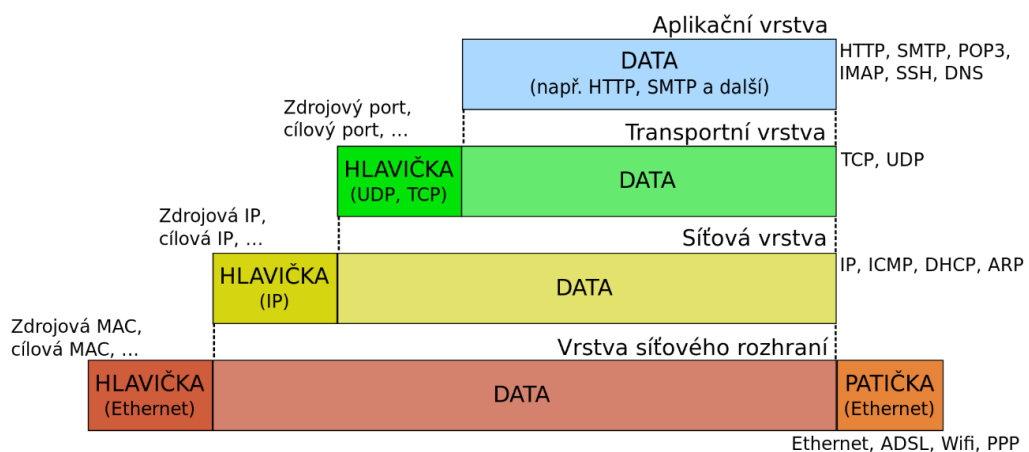 Aplikační vrstva
DATA
(např. HTTP, SMTP a další)
HTTP, SMTP, POP3,
IMAP, SSH, DNS
Zdrojový port,
cílový port, ...
Transportní vrstva
HLAVIČKA
(UDP, TCP)
DATA
TCP, UDP
Zdrojová IP,
cílová IP, ...
Síťová vrstva
HLAVIČKA
(IP)
DATA
IP, ICMP, DHCP, ARP
Zdrojová MAC,
cílová MAC, ...
Vrstva síťového rozhraní
HLAVIČKA
(Ethernet)
DATA
PATIČKA
(Ethernet)
Ethernet, ADSL, Wifi, PPP